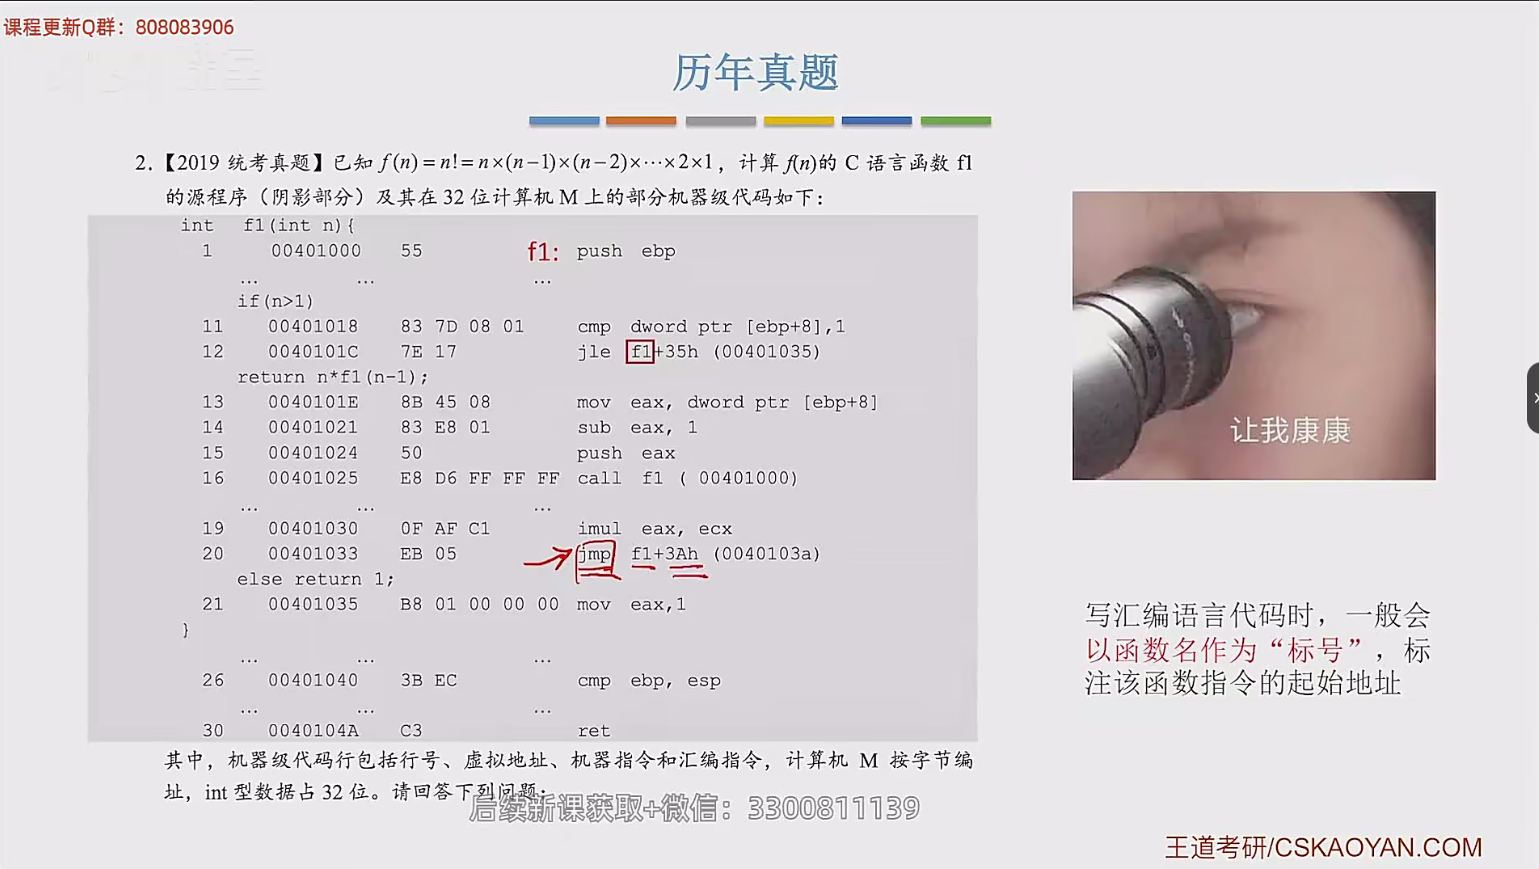 课程更新Q群：808083906
历年真题
2.【2019 统考真题】已知 f(n)=n!=n×(n−1)×(n−2)×⋯×2×1，计算 f(n)的 C 语言函数 f1
的源程序（阴影部分）及其在 32 位计算机 M 上的部分机器级代码如下：
int f1(int n){
1 00401000 55 f1: push ebp
… … …
if(n>1)
11 00401018 83 7D 08 01 cmp dword ptr [ebp+8],1
12 0040101C 7E 17 jle f1+35h (00401035)
return n*f1(n-1);
13 0040101E 8B 45 08 mov eax, dword ptr [ebp+8]
14 00401021 83 E8 01 sub eax, 1
15 00401024 50 push eax
16 00401025 E8 D6 FF FF FF call f1 ( 00401000)
… … …
19 00401030 0F AF C1 imul eax, ecx
20 00401033 EB 05 jmp f1+3Ah (0040103a)
else return 1;
21 00401035 B8 01 00 00 00 mov eax,1
}
… … …
26 00401040 3B EC cmp ebp, esp
… … …
30 0040104A C3 ret
其中，机器级代码行包括行号、虚拟地址、机器指令和汇编指令，计算机 M 按字节编
址，int 型数据占 32 位。请回答下列问题：
后续新课获取+微信：3300811139
让我康康
写汇编语言代码时，一般会
以函数名作为“标号”，标
注该函数指令的起始地址
王道考研/CSKAOYAN.COM